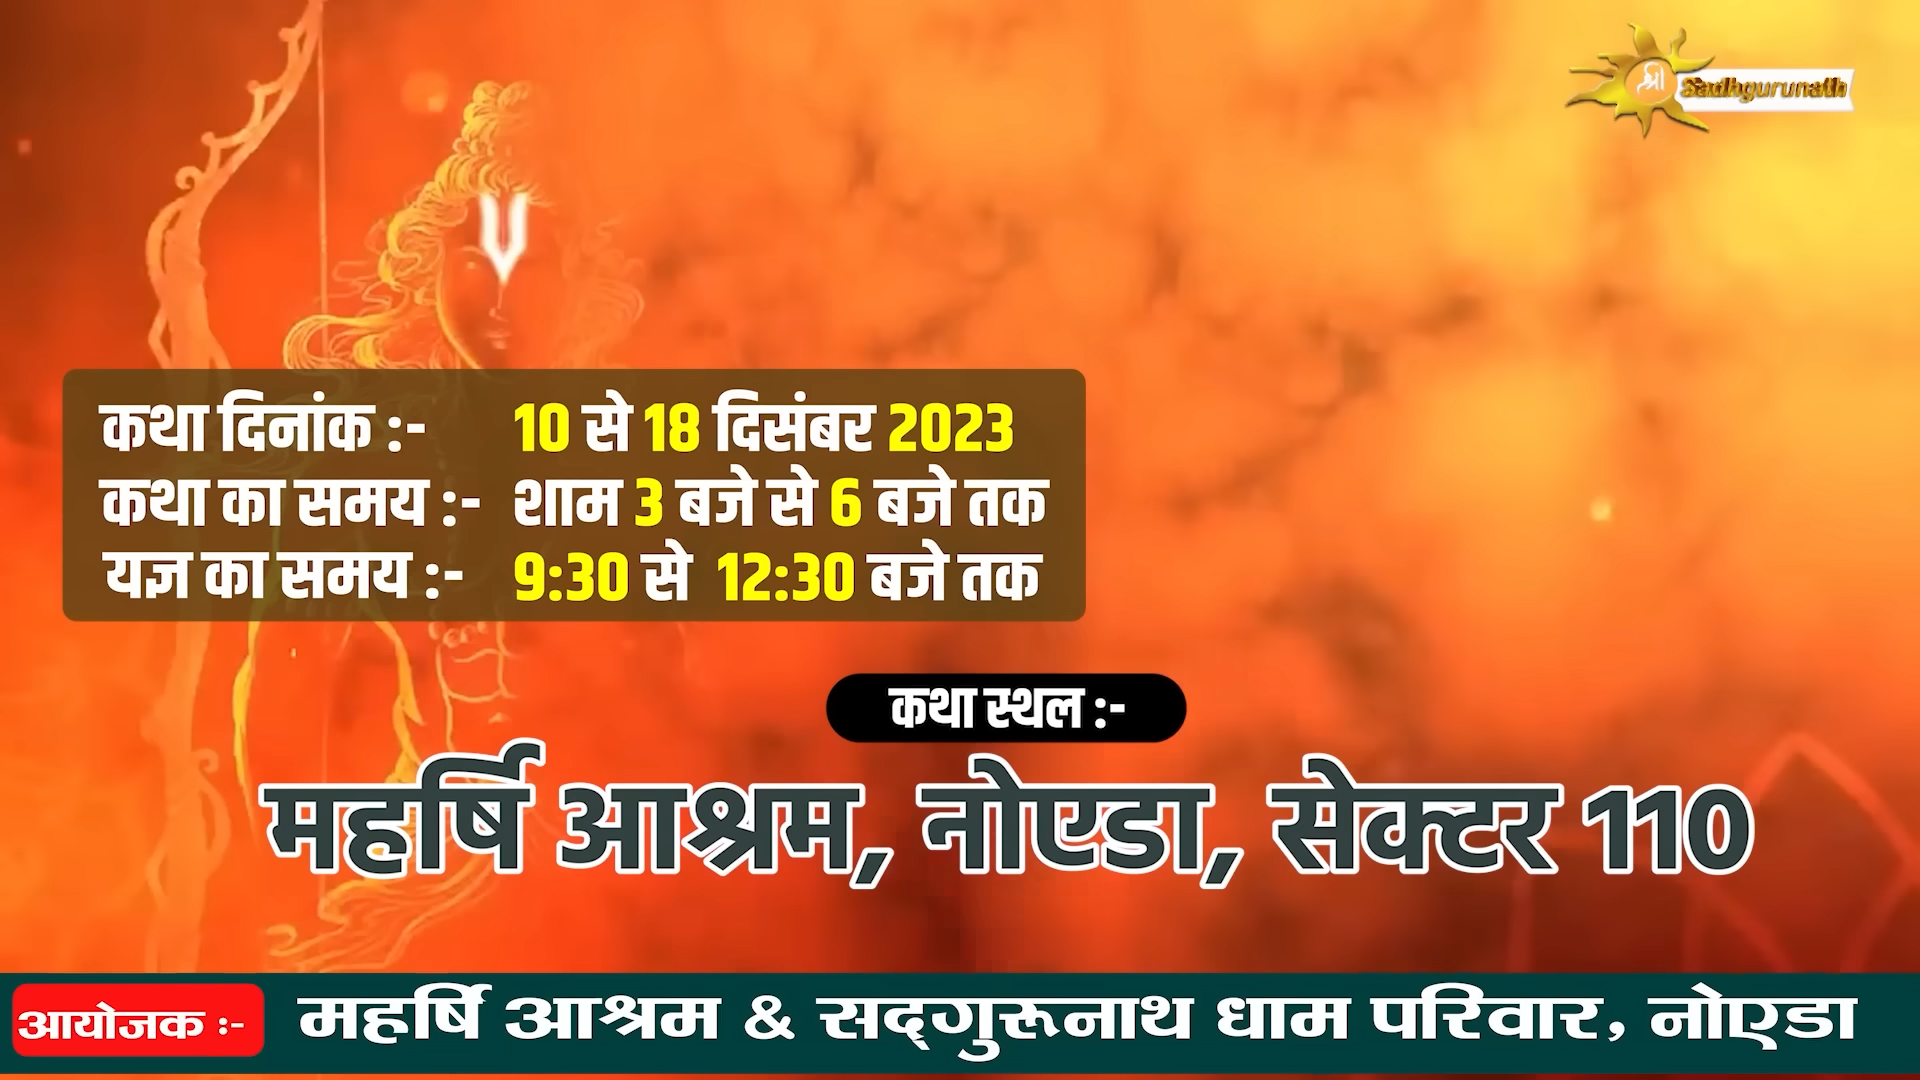 श्री Sadhgurunath
कथा दिनांक :- 10 से 18 दिसंबर 2023
कथा का समय :- शाम 3 बजे से 6 बजे तक
यज्ञ का समय :- 9:30 से 12:30 बजे तक
कथा स्थल :-
महर्षि आश्रम, नोएडा, सेक्टर 110
आयोजक :- महर्षि आश्रम & सद्गुरूनाथ धाम परिवार, नोएडा